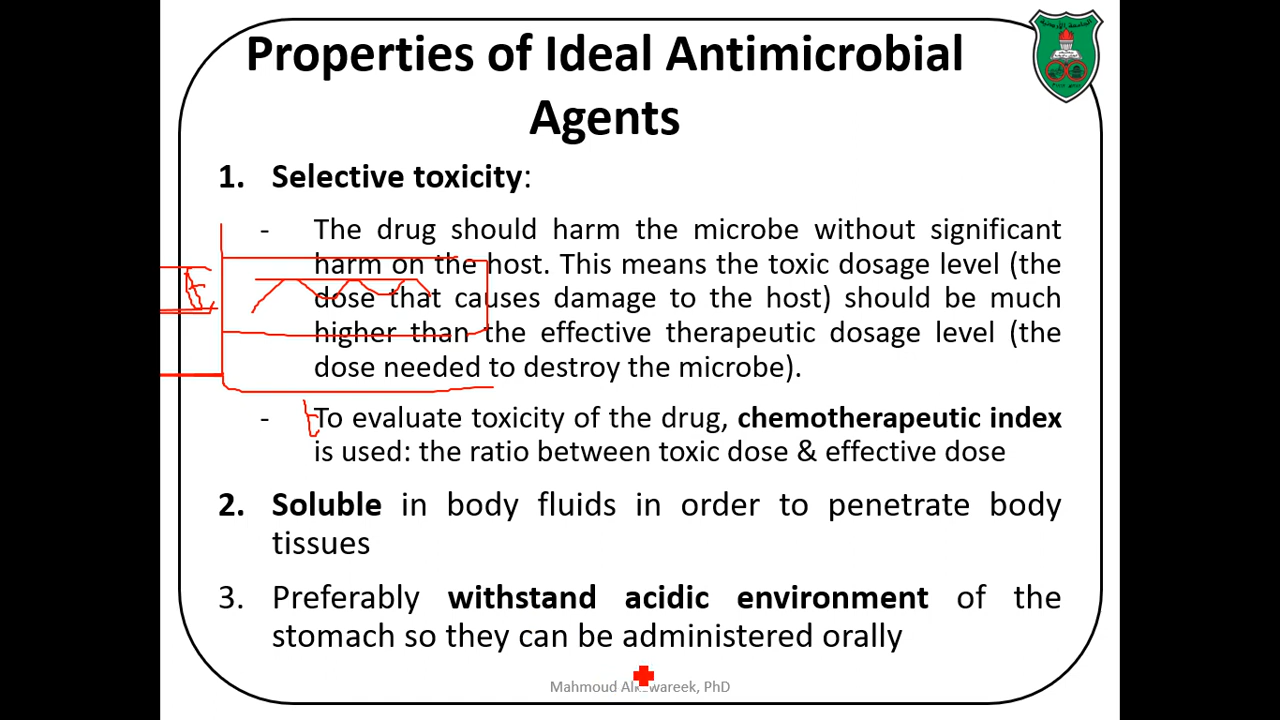 Properties of Ideal Antimicrobial
Agents
1. Selective toxicity:
- The drug should harm the microbe without significant
harm on the host. This means the toxic dosage level (the
dose that causes damage to the host) should be much
higher than the effective therapeutic dosage level (the
dose needed to destroy the microbe).
- To evaluate toxicity of the drug, chemotherapeutic index
is used: the ratio between toxic dose & effective dose
2. Soluble in body fluids in order to penetrate body
tissues
3. Preferably withstand acidic environment of the
stomach so they can be administered orally
Mahmoud PhD